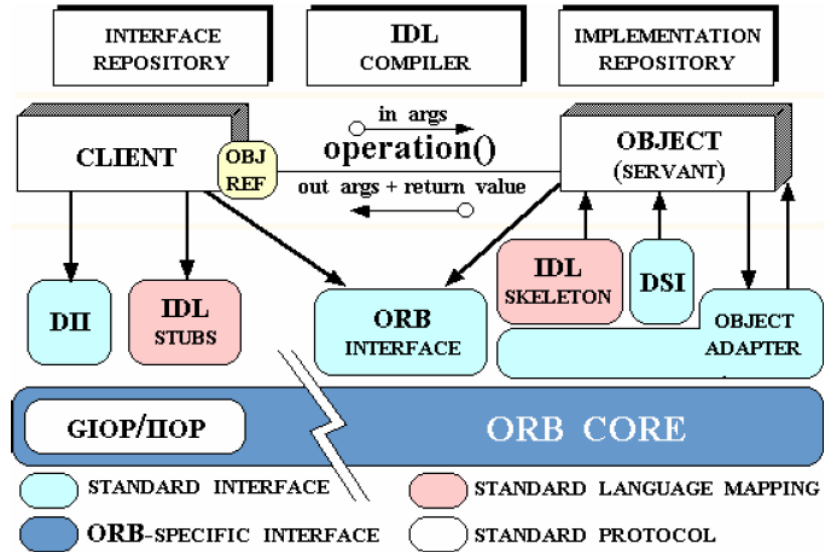 INTERFACE
REPOSITORY
IDL
COMPILER
IMPLEMENTATION
REPOSITORY
in args
operation()
out args + return value
CLIENT
OBJ
REF
OBJECT
(SERVANT)
DII
IDL
STUBS
ORB
INTERFACE
IDL
SKELETON
DSI
OBJECT
ADAPTER
GIOP/IIOP
ORB CORE
STANDARD INTERFACE
STANDARD LANGUAGE MAPPING
ORB-SPECIFIC INTERFACE
STANDARD PROTOCOL